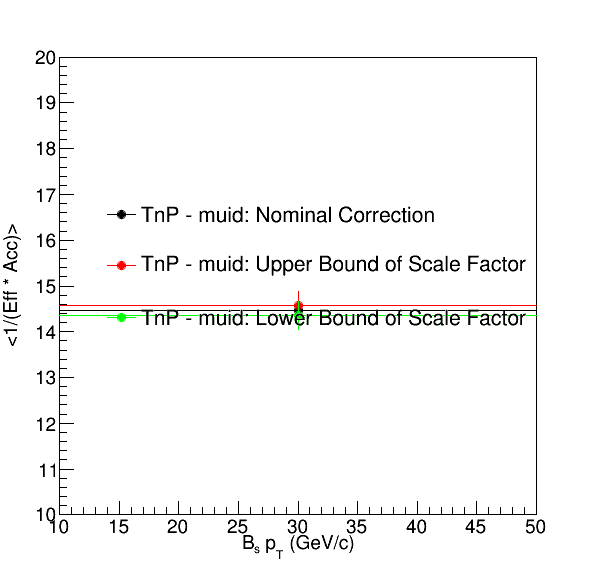 20
19
18
17
TnP - muid: Nominal Correction
16
TnP - muid: Upper Bound of Scale Factor
15
<1/(Eff * Acc)>
TnP - muid: Lower Bound of Scale Factor
14
13
12
11
10
10 15 20 25 30 35 40 45 50
Bs pT (GeV/c)